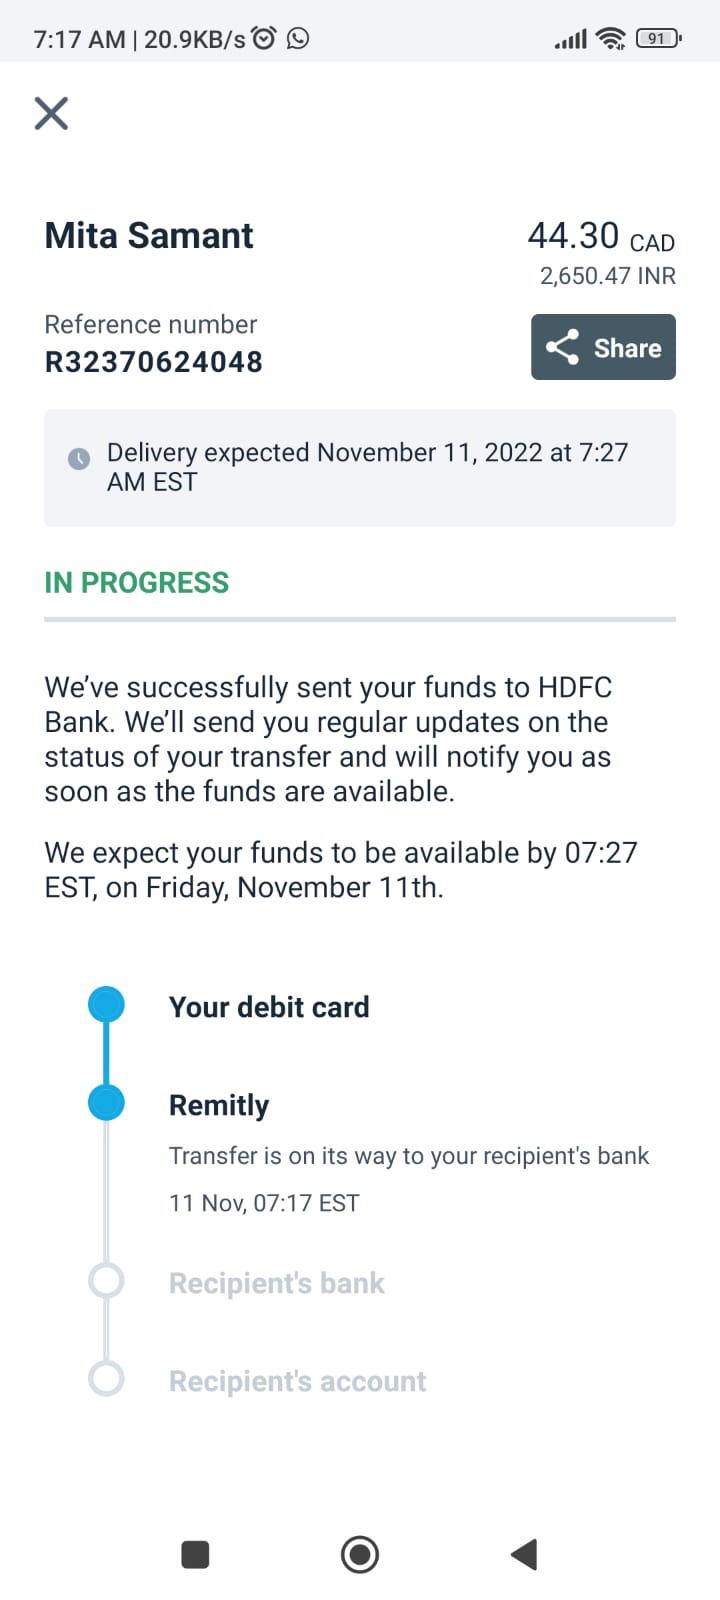 7:17 AM | 20.9KB/s
91
Mita Samant
44.30 CAD
2,650.47 INR
Reference number
R32370624048
Share
Delivery expected November 11, 2022 at 7:27
AM EST
IN PROGRESS
We’ve successfully sent your funds to HDFC
Bank. We’ll send you regular updates on the
status of your transfer and will notify you as
soon as the funds are available.
We expect your funds to be available by 07:27
EST, on Friday, November 11th.
Your debit card
Remitly
Transfer is on its way to your recipient's bank
11 Nov, 07:17 EST
Recipient's bank
Recipient's account